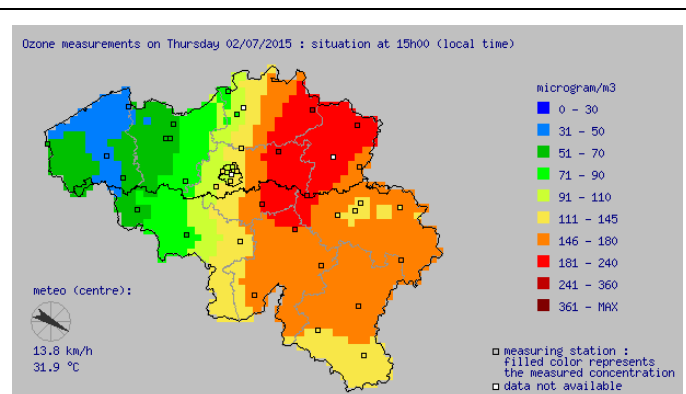 Ozone measurements on Thursday 02/07/2015 : situation at 15h00 (local time)
microgram/m3
0 - 30
31 - 50
51 - 70
71 - 90
91 - 110
111 - 145
146 - 180
181 - 240
241 - 360
361 - MAX
meteo (centre):
13.8 km/h
31.9 °C
measuring station :
filled color represents
the measured concentration
data not available